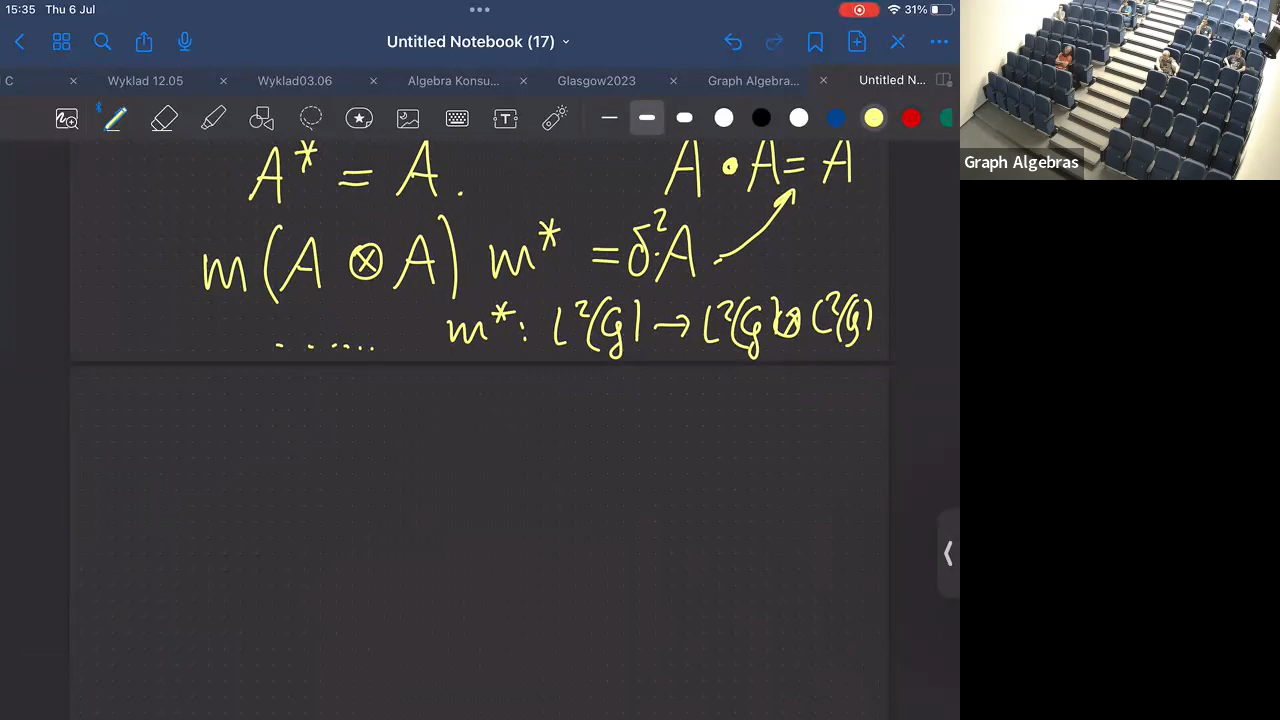 15:35 Thu 6 Jul
31%
Untitled Notebook (17)
C
Wyklad 12.05
Wyklad03.06
Algebra Konsu...
Glasgow2023
Graph Algebra...
Untitled N...
Graph Algebras
A* = A.
A • A = A
m(A ⊗ A) m* = δ²·A
m*: L²(G) → L²(G) ⊗ L²(G)
. . . . . .